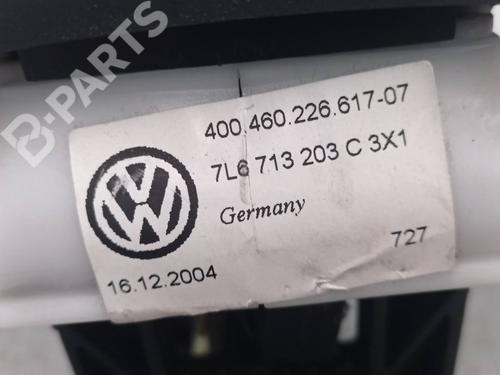 B-PARTS
400.460.226.617-07
7L6 713 203 C 3X1
Germany
16.12.2004
727